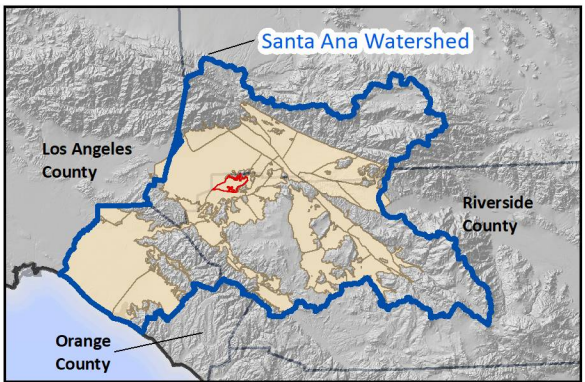 Santa Ana Watershed
Los Angeles
County
Riverside
County
Orange
County